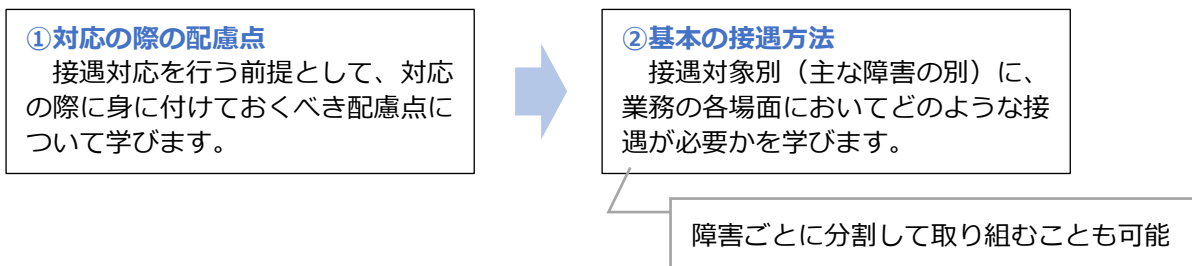 ①対応の際の配慮点
　接遇対応を行う前提として、対応
の際に身に付けておくべき配慮点に
ついて学びます。
②基本の接遇方法
　接遇対象別（主な障害の別）に、
業務の各場面においてどのような接
遇が必要かを学びます。
障害ごとに分割して取り組むことも可能